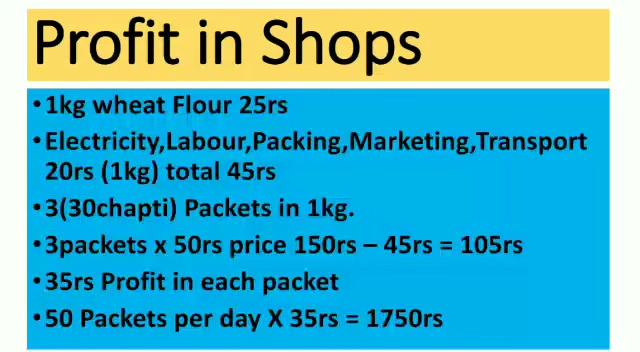 Profit in Shops
•1kg wheat Flour 25rs
•Electricity,Labour,Packing,Marketing,Transport
20rs (1kg) total 45rs
•3(30chapti) Packets in 1kg.
•3packets x 50rs price 150rs – 45rs = 105rs
•35rs Profit in each packet
•50 Packets per day X 35rs = 1750rs